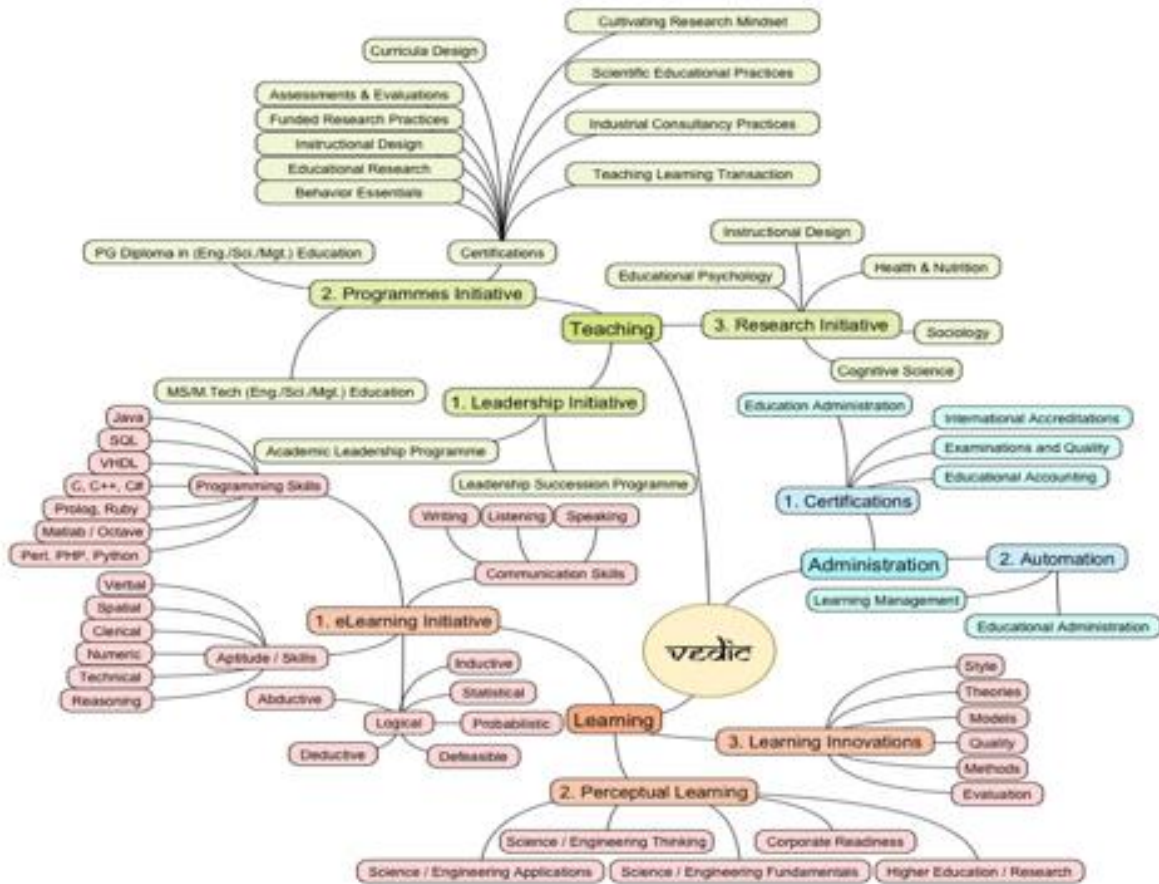 Cultivating Research Mindset
Curricula Design
Scientific Educational Practices
Assessments & Evaluations
Funded Research Practices
Industrial Consultancy Practices
Instructional Design
Educational Research
Teaching Learning Transaction
Behavior Essentials
Certifications
PG Diploma in (Eng./Sci./Mgt.) Education
2. Programmes Initiative
MS/M.Tech (Eng./Sci./Mgt.) Education
Teaching
Instructional Design
Educational Psychology
Health & Nutrition
3. Research Initiative
Sociology
Cognitive Science
1. Leadership Initiative
Academic Leadership Programme
Leadership Succession Programme
Education Administration
International Accreditations
Examinations and Quality
Educational Accounting
1. Certifications
Administration
2. Automation
Learning Management
Educational Administration
Java
SQL
VHDL
C, C++, C#
Prolog, Ruby
Matlab / Octave
Perl, PHP, Python
Programming Skills
Writing
Listening
Speaking
Communication Skills
1. eLearning Initiative
Verbal
Spatial
Clerical
Numeric
Technical
Reasoning
Aptitude / Skills
Inductive
Abductive
Statistical
Logical
Probabilistic
Deductive
Defeasible
vedic
Learning
3. Learning Innovations
Style
Theories
Models
Quality
Methods
Evaluation
2. Perceptual Learning
Science / Engineering Thinking
Corporate Readiness
Science / Engineering Applications
Science / Engineering Fundamentals
Higher Education / Research